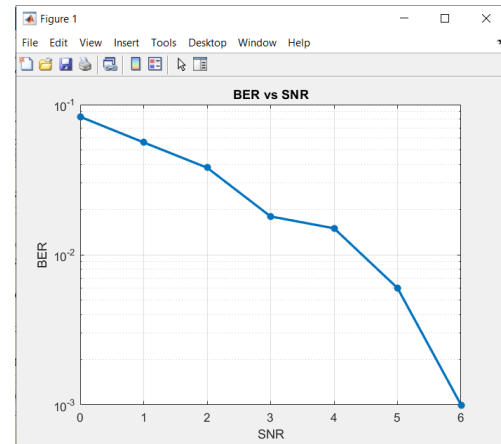 Figure 1
File Edit View Insert Tools Desktop Window Help
BER vs SNR
10⁻¹
10⁻²
10⁻³
BER
0 1 2 3 4 5 6
SNR